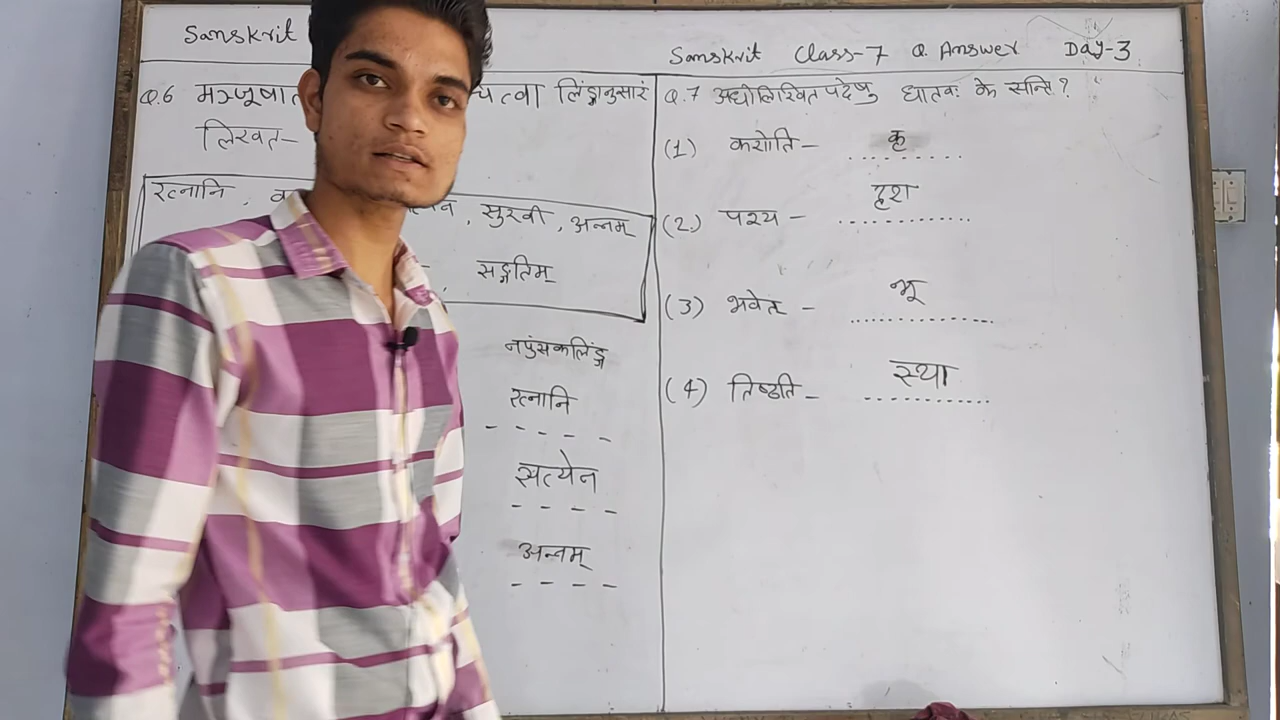 Sanskrit
Q.6 मञ्जूषात चित्वा लिंङ्गानुसारं
लिखत-
रत्नानि, सुखी, अन्नम्
सङ्गतिम्
नपुंसकलिंङ्ग
रत्नानि
सत्येन
अन्नम्
Sanskrit Class-7 Q. Answer Day-3
Q.7 अधोलिखितपदेषु धातवः के सन्ति?
(1) करोति - कृ
(2) पश्य - दृश
(3) भवेत् - भू
(4) तिष्ठति - स्था